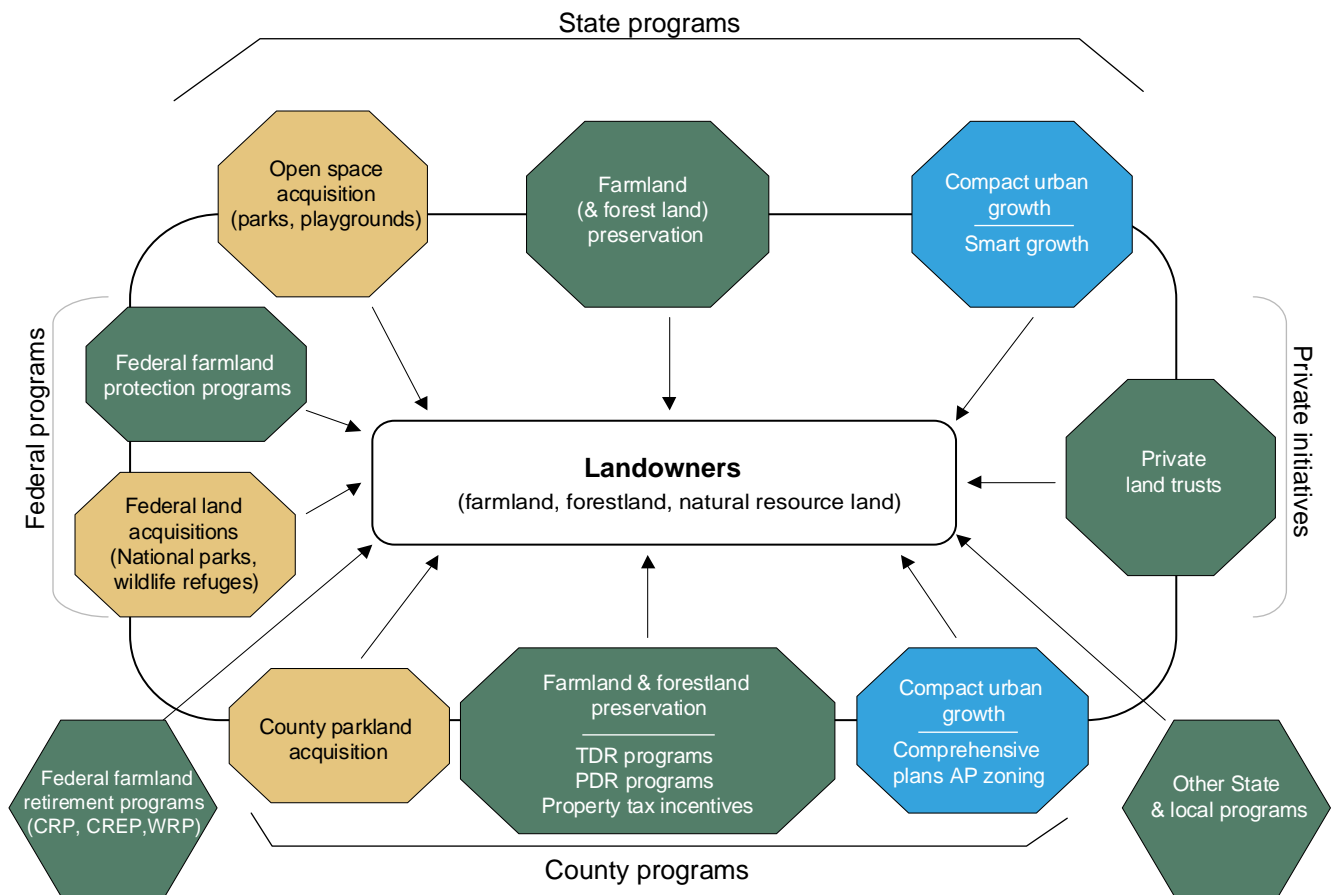 State programs
Open space
acquisition
(parks, playgrounds)
Farmland
(& forest land)
preservation
Compact urban
growth
Smart growth
Federal programs
Federal farmland
protection programs
Federal land
acquisitions
(National parks,
wildlife refuges)
Landowners
(farmland, forestland, natural resource land)
Private
land trusts
Private initiatives
Federal farmland
retirement programs
(CRP, CREP,WRP)
County parkland
acquisition
Farmland & forestland
preservation
TDR programs
PDR programs
Property tax incentives
Compact urban
growth
Comprehensive
plans AP zoning
Other State
& local programs
County programs